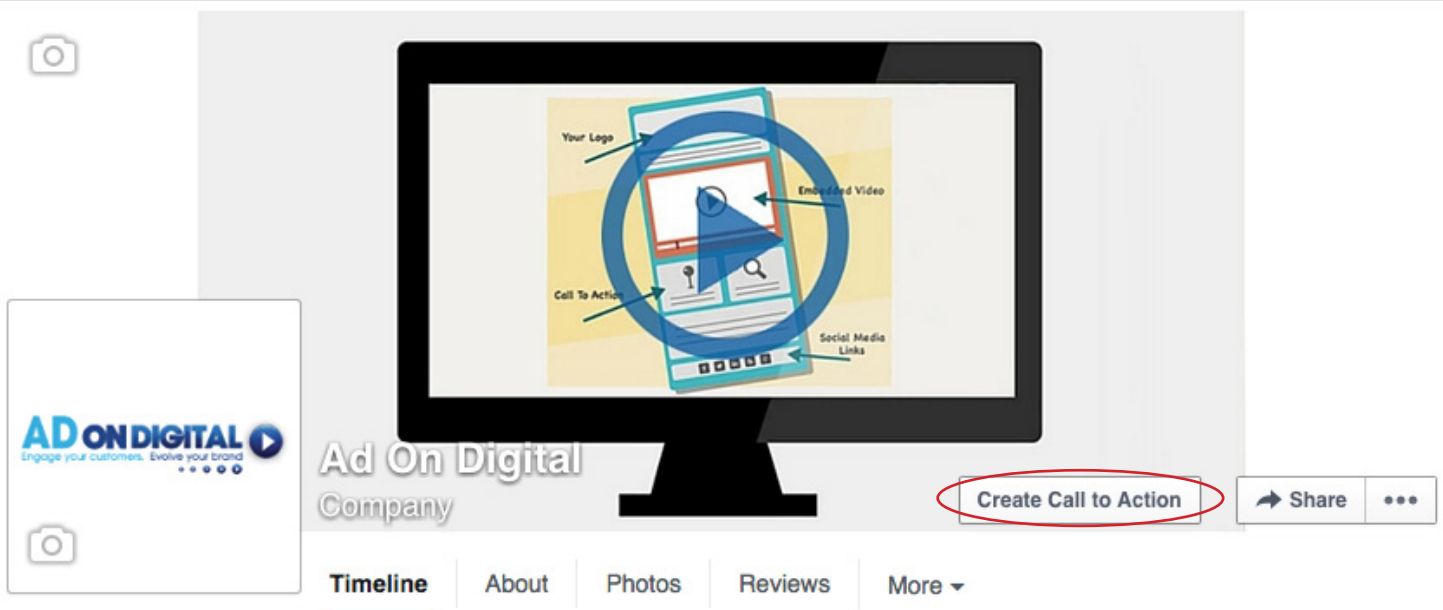 Your Logo
Embedded Video
Call To Action
Social Media
Links
AD ON DIGITAL
Engage your customers. Evolve your brand
Ad On Digital
Company
Create Call to Action
Share
Timeline
About
Photos
Reviews
More